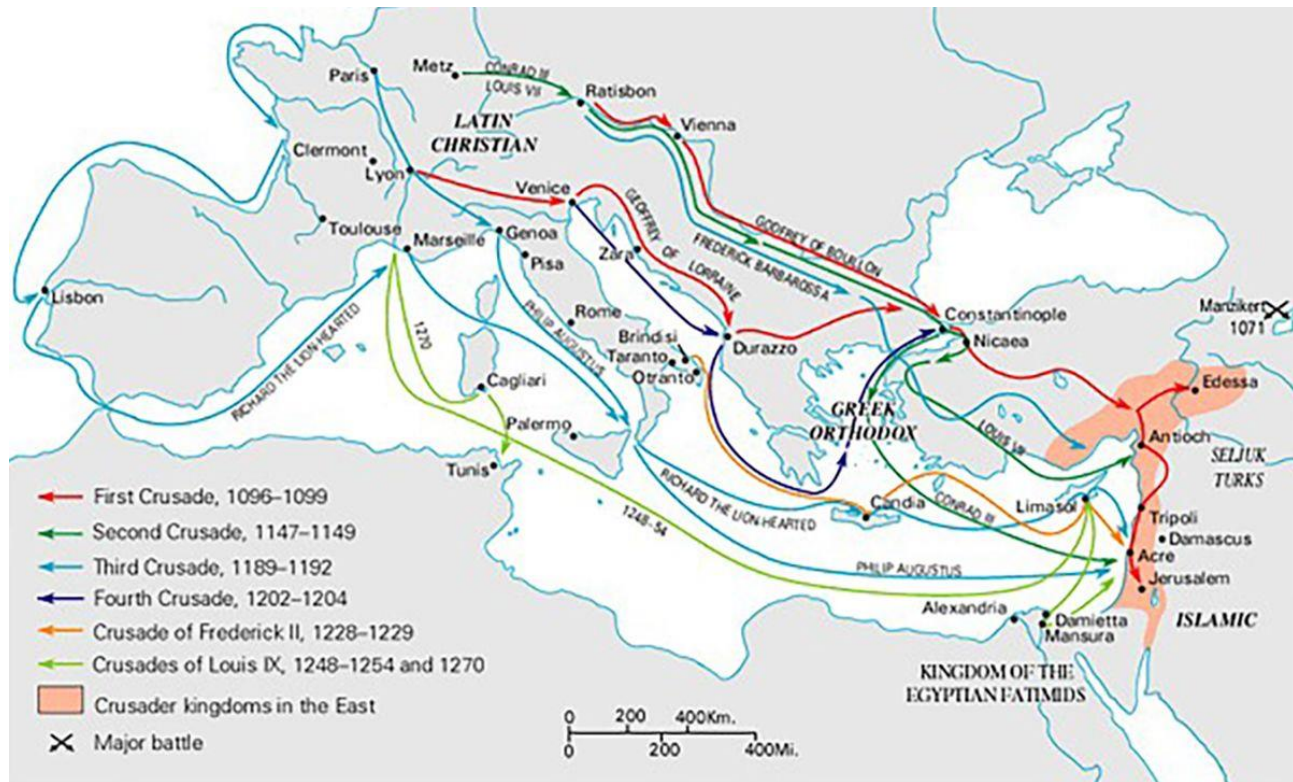 Paris
Metz
CONRAD III
LOUIS VII
Ratisbon
LATIN
CHRISTIAN
Vienna
Clermont
Lyon
Venice
GEOFFREY OF LORRAINE
GODFREY OF BOUILLON
FREDERICK BARBAROSSA
Toulouse
Marseille
Genoa
Pisa
Zara
Lisbon
RICHARD THE LION HEARTED
1270
PHILIP AUGUSTUS
Rome
Brindisi
Taranto
Otranto
Durazzo
Constantinople
Nicaea
Manzikert
1071
Cagliari
Palermo
Tunis
GREEK
ORTHODOX
LOUIS VII
Edessa
Antioch
SELJUK
TURKS
RICHARD THE LION HEARTED
Candia
CONRAD III
Limasol
Tripoli
Damascus
Acre
Jerusalem
1248-54
PHILIP AUGUSTUS
Alexandria
Damietta
Mansura
ISLAMIC
KINGDOM OF THE
EGYPTIAN FATIMIDS
First Crusade, 1096–1099
Second Crusade, 1147–1149
Third Crusade, 1189–1192
Fourth Crusade, 1202–1204
Crusade of Frederick II, 1228–1229
Crusades of Louis IX, 1248–1254 and 1270
Crusader kingdoms in the East
Major battle
0 200 400Km.
0 200 400Mi.